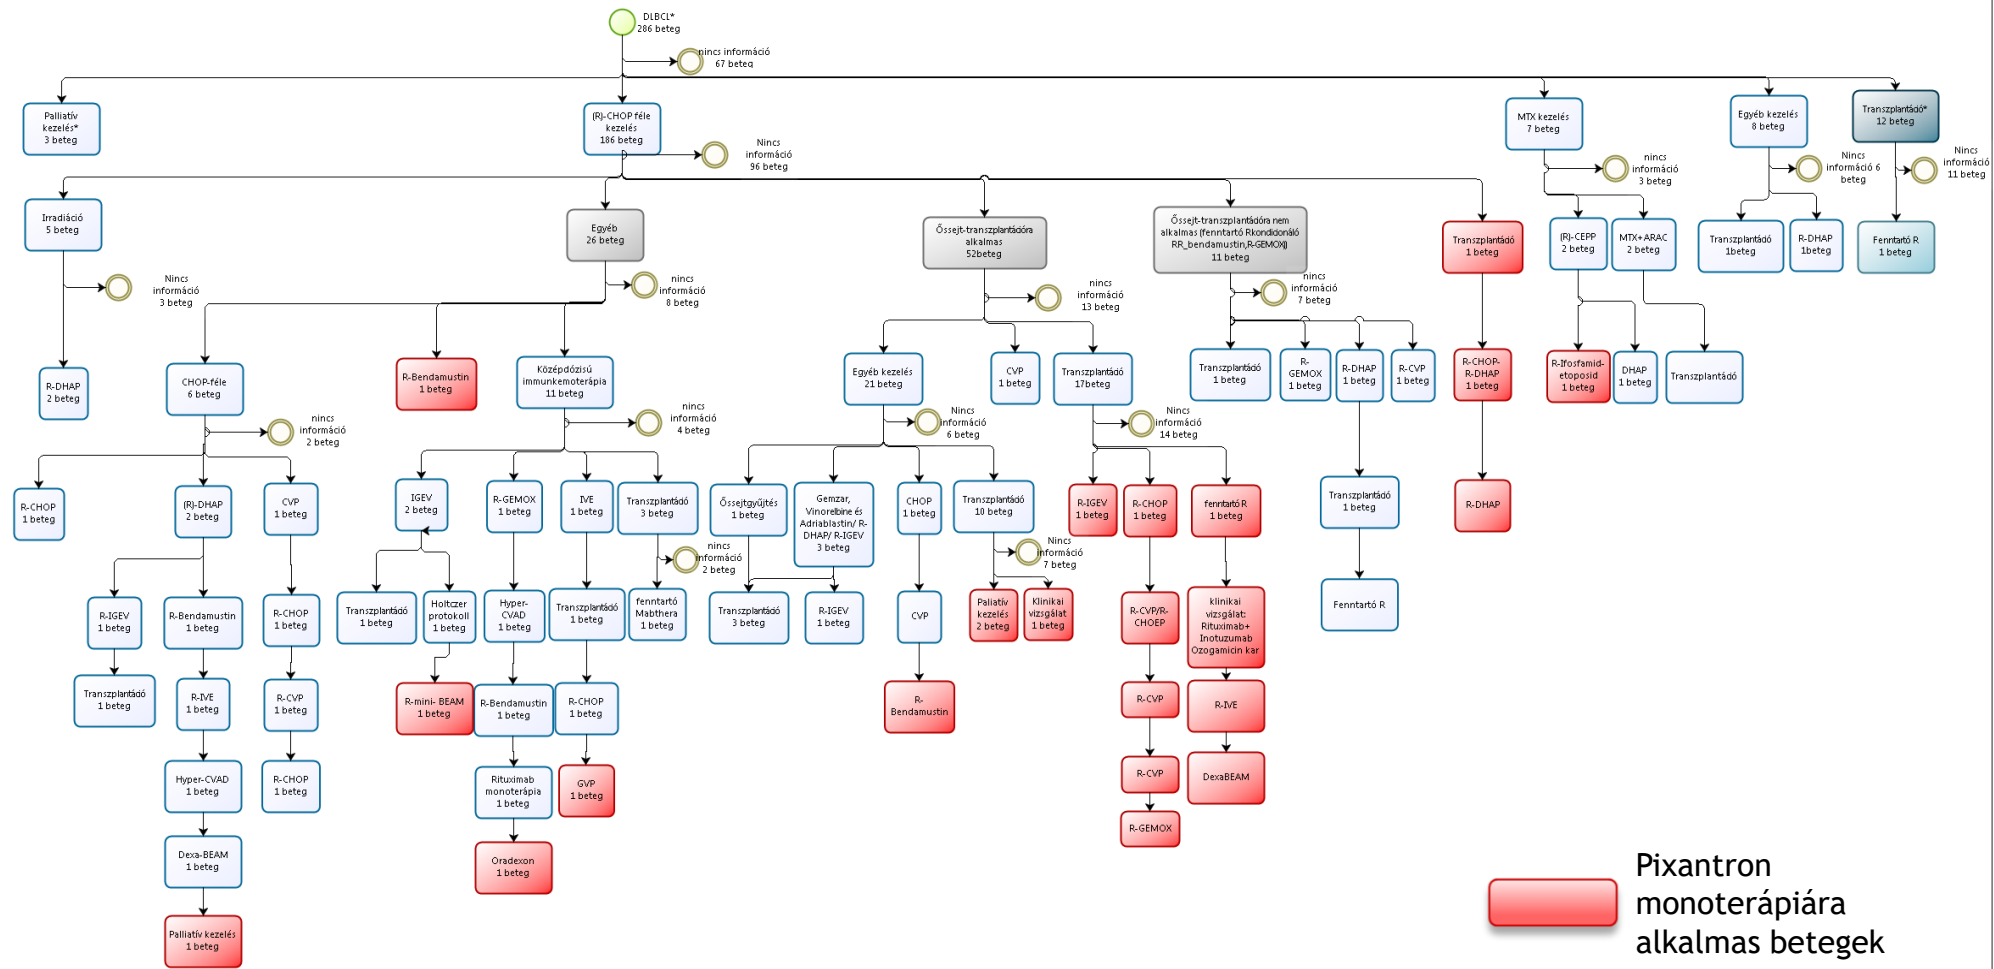 DLBCL*
286 beteg
nincs információ
67 beteg
Palliatív
kezelés*
3 beteg
(R)-CHOP féle
kezelés
186 beteg
MTX kezelés
7 beteg
Egyéb kezelés
8 beteg
Transzplantáció*
12 beteg
Nincs
információ
96 beteg
nincs
információ
3 beteg
Nincs
információ 6
beteg
Nincs
információ
11 beteg
Irradiáció
5 beteg
Egyéb
26 beteg
Őssejt-transzplantációra
alkalmas
52beteg
Őssejt-transzplantációra nem
alkalmas (fenntartó Rkondicionáló
RR_bendamustin,R-GEMOX))
11 beteg
Transzplantáció
1 beteg
(R)-CEPP
2 beteg
MTX+ARAC
2 beteg
Transzplantáció
1beteg
R-DHAP
1beteg
Fenntartó R
1 beteg
Nincs
információ
3 beteg
nincs
információ
8 beteg
nincs
információ
13 beteg
nincs
információ
7 beteg
R-DHAP
2 beteg
CHOP-féle
6 beteg
R-Bendamustin
1 beteg
Középdózisú
immunkemoterápia
11 beteg
Egyéb kezelés
21 beteg
CVP
1 beteg
Transzplantáció
17beteg
Transzplantáció
1 beteg
R-
GEMOX
1 beteg
R-DHAP
1 beteg
R-CVP
1 beteg
R-CHOP-
R-DHAP
1 beteg
R-Ifosfamid-
etoposid
1 beteg
DHAP
1 beteg
Transzplantáció
nincs
információ
2 beteg
nincs
információ
4 beteg
Nincs
információ
6 beteg
Nincs
információ
14 beteg
R-CHOP
1 beteg
(R)-DHAP
2 beteg
CVP
1 beteg
IGEV
2 beteg
R-GEMOX
1 beteg
IVE
1 beteg
Transzplantáció
3 beteg
Őssejtgyűjtés
1 beteg
Gemzar,
Vinorelbine és
Adriablastin/ R-
DHAP/ R-IGEV
3 beteg
CHOP
1 beteg
Transzplantáció
10 beteg
R-IGEV
1 beteg
R-CHOP
1 beteg
fenntartó R
1 beteg
Transzplantáció
1 beteg
R-DHAP
nincs
információ
2 beteg
Nincs
információ
7 beteg
R-IGEV
1 beteg
R-Bendamustin
1 beteg
R-CHOP
1 beteg
Transzplantáció
1 beteg
Holtczer
protokoll
1 beteg
Hyper-
CVAD
1 beteg
Transzplantáció
1 beteg
fenntartó
Mabthera
1 beteg
Transzplantáció
3 beteg
R-IGEV
1 beteg
CVP
Paliatív
kezelés
2 beteg
Klinikai
vizsgálat
1 beteg
R-CVP/R-
CHOEP
klinikai
vizsgálat:
Rituximab+
Inotuzumab
Ozogamicin kar
Fenntartó R
Transzplantáció
1 beteg
R-IVE
1 beteg
R-CVP
1 beteg
R-mini- BEAM
1 beteg
R-Bendamustin
1 beteg
R-CHOP
1 beteg
R-
Bendamustin
R-CVP
R-IVE
Hyper-CVAD
1 beteg
R-CHOP
1 beteg
Rituximab
monoterápia
1 beteg
GVP
1 beteg
R-CVP
DexaBEAM
R-GEMOX
Dexa-BEAM
1 beteg
Oradexon
1 beteg
Palliatív kezelés
1 beteg
Pixantron
monoterápiára
alkalmas betegek